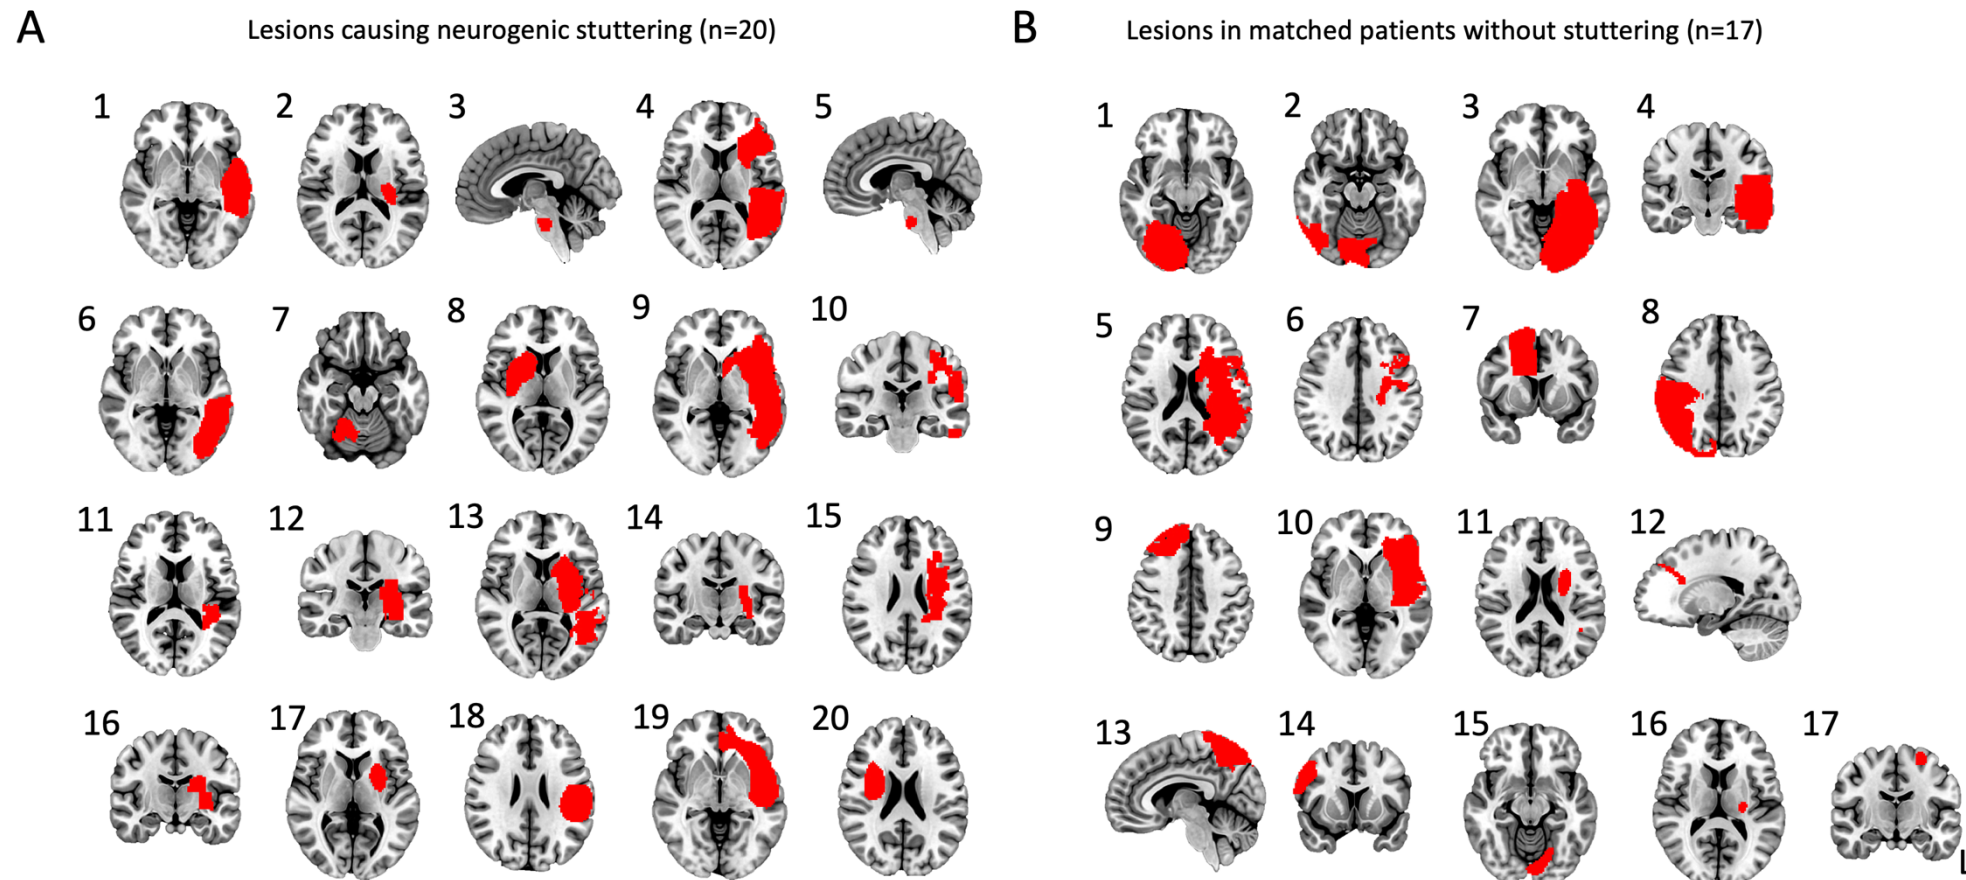 A Lesions causing neurogenic stuttering (n=20)
1 2 3 4 5
6 7 8 9 10
11 12 13 14 15
16 17 18 19 20
B Lesions in matched patients without stuttering (n=17)
1 2 3 4
5 6 7 8
9 10 11 12
13 14 15 16 17
L